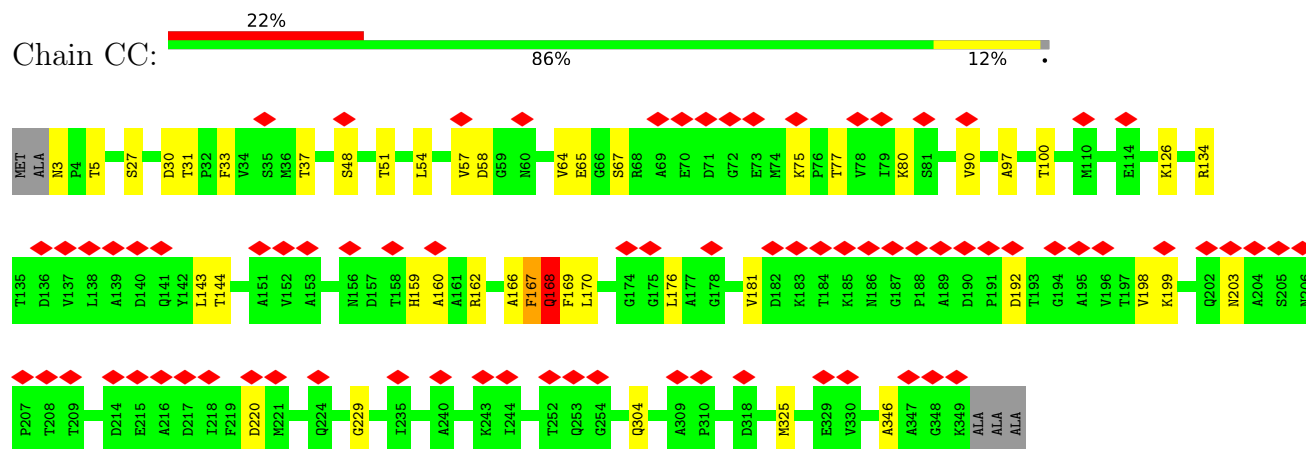 22%
Chain CC:
86% 12% •
MET ALA N3 P4 T5 S27 D30 T31 P32 F33 V34 S35 M36 T37 S48 T51 L54 V57 D58 G59 N60 V64 E65 G66 S67 R68 A69 E70 D71 G72 E73 M74 K75 P76 T77 V78 I79 K80 S81 V90 A97 T100 M110 E114 K126 R134
T135 D136 V137 L138 A139 D140 Q141 Y142 L143 T144 A151 V152 A153 N156 D157 T158 H159 A160 A161 R162 A166 F167 Q168 F169 L170 G174 G175 L176 A177 G178 V181 D182 K183 T184 K185 N186 G187 P188 A189 D190 P191 D192 T193 G194 A195 V196 T197 V198 K199 Q202 N203 A204 S205 N206
P207 T208 T209 D214 E215 A216 D217 I218 F219 D220 M221 Q224 G229 I235 A240 K243 I244 T252 Q253 G254 Q304 A309 P310 D318 M325 E329 V330 A346 A347 G348 K349 ALA ALA ALA